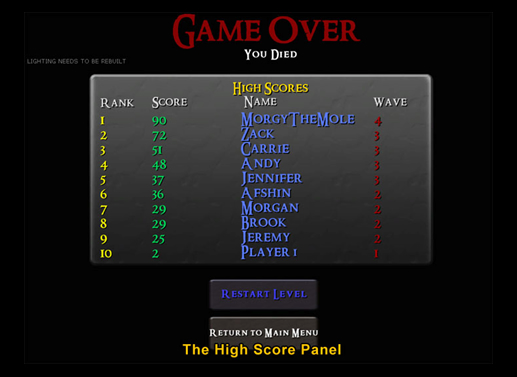 Game Over
You Died
LIGHTING NEEDS TO BE REBUILT
High Scores
Rank Score Name Wave
1 90 MorgyTheMole 4
2 72 Zack 3
3 51 Carrie 3
4 48 Andy 3
5 37 Jennifer 3
6 36 Afshin 2
7 29 Morgan 2
8 29 Brook 2
9 25 Jeremy 2
10 2 Player 1 1
Restart Level
Return to Main Menu
The High Score Panel